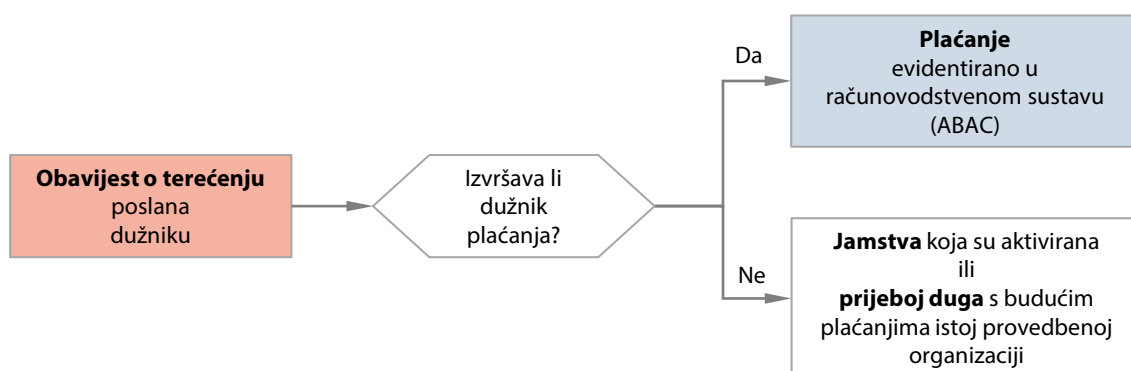 Obavijest o terećenju
poslana
dužniku
Izvršava li
dužnik
plaćanja?
Da
Plaćanje
evidentirano u
računovodstvenom sustavu
(ABAC)
Ne
Jamstva koja su aktivirana
ili
prijeboj duga s budućim
plaćanjima istoj provedbenoj
organizaciji